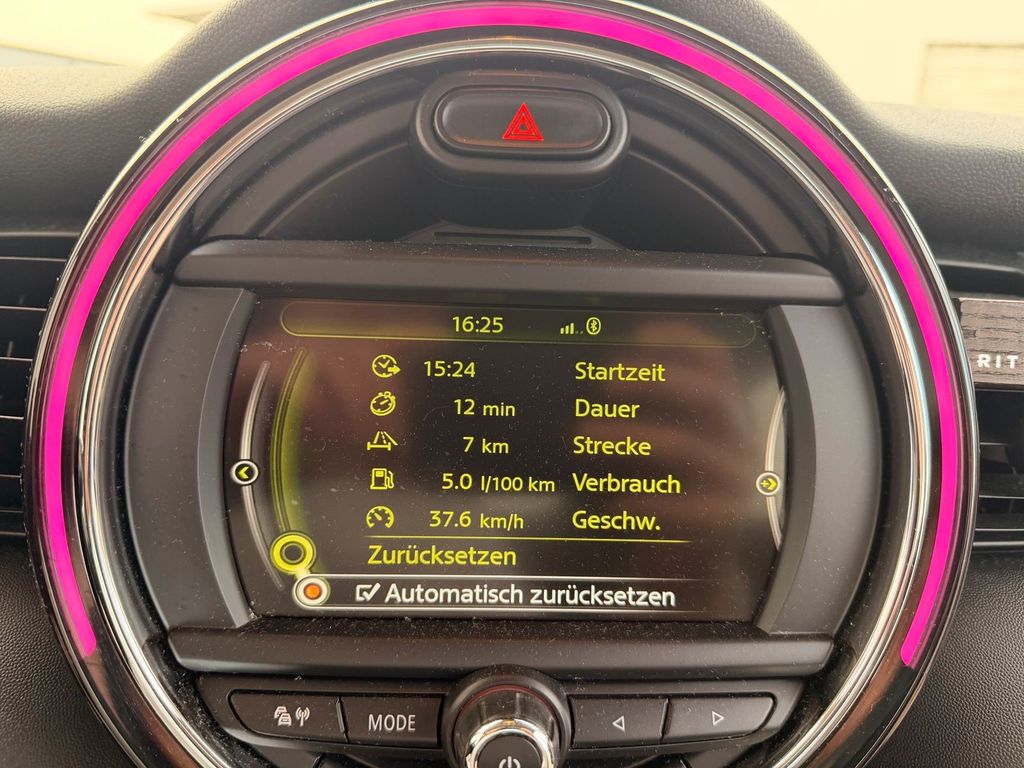 16:25
15:24 Startzeit
12 min Dauer
7 km Strecke
5.0 l/100 km Verbrauch
37.6 km/h Geschw.
Zurücksetzen
Automatisch zurücksetzen
RIT
MODE